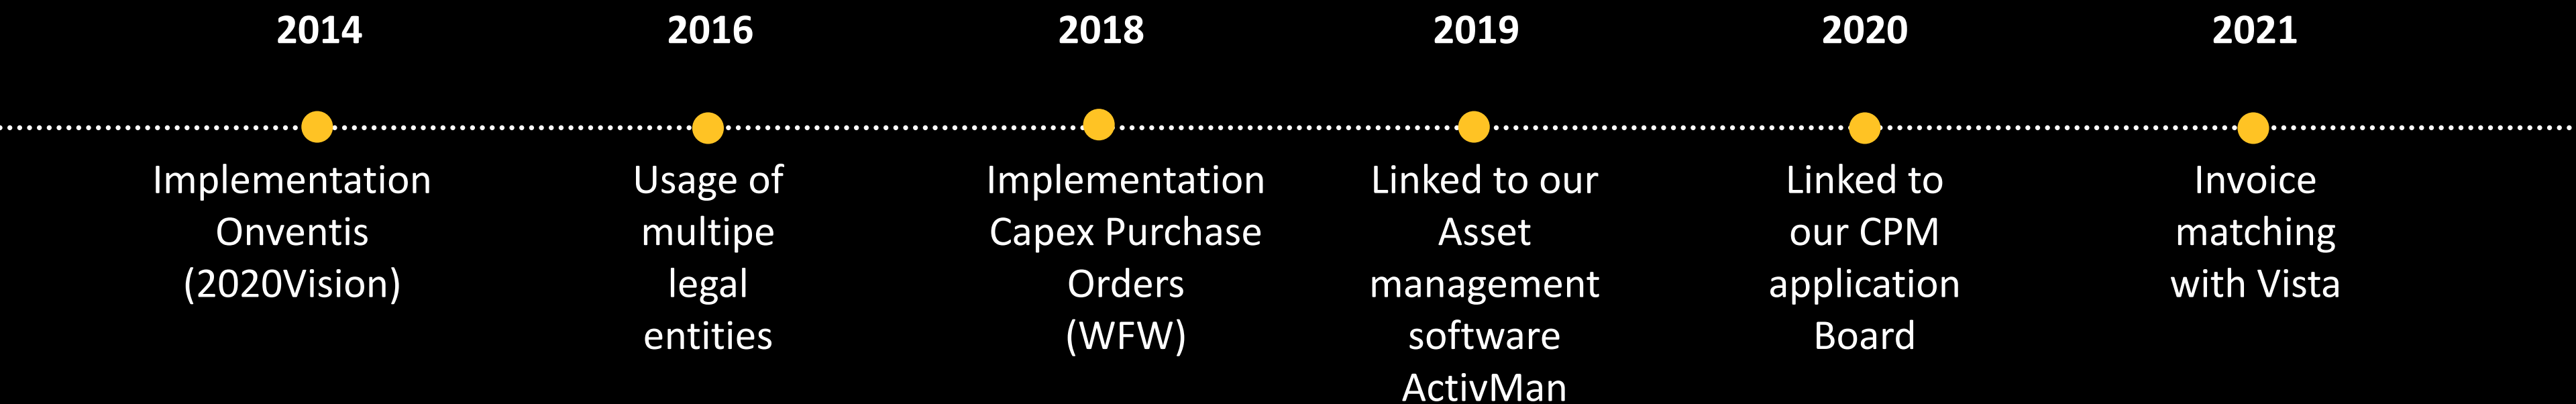 2014
Implementation
Onventis
(2020Vision)
2016
Usage of
multipe
legal
entities
2018
Implementation
Capex Purchase
Orders
(WFW)
2019
Linked to our
Asset
management
software
ActivMan
2020
Linked to
our CPM
application
Board
2021
Invoice
matching
with Vista